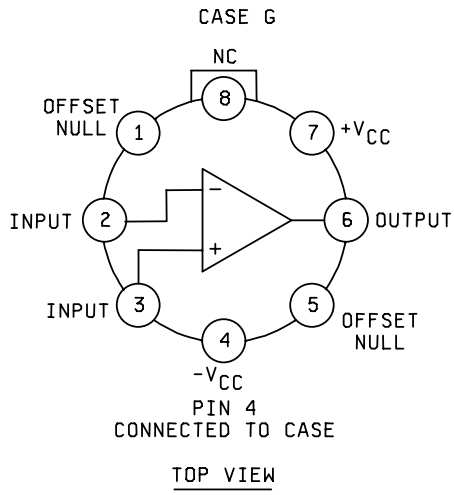 CASE G
NC
8
OFFSET
NULL
1
7
+VCC
INPUT
2
−
6
OUTPUT
+
INPUT
3
5
OFFSET
NULL
4
-VCC
PIN 4
CONNECTED TO CASE
TOP VIEW